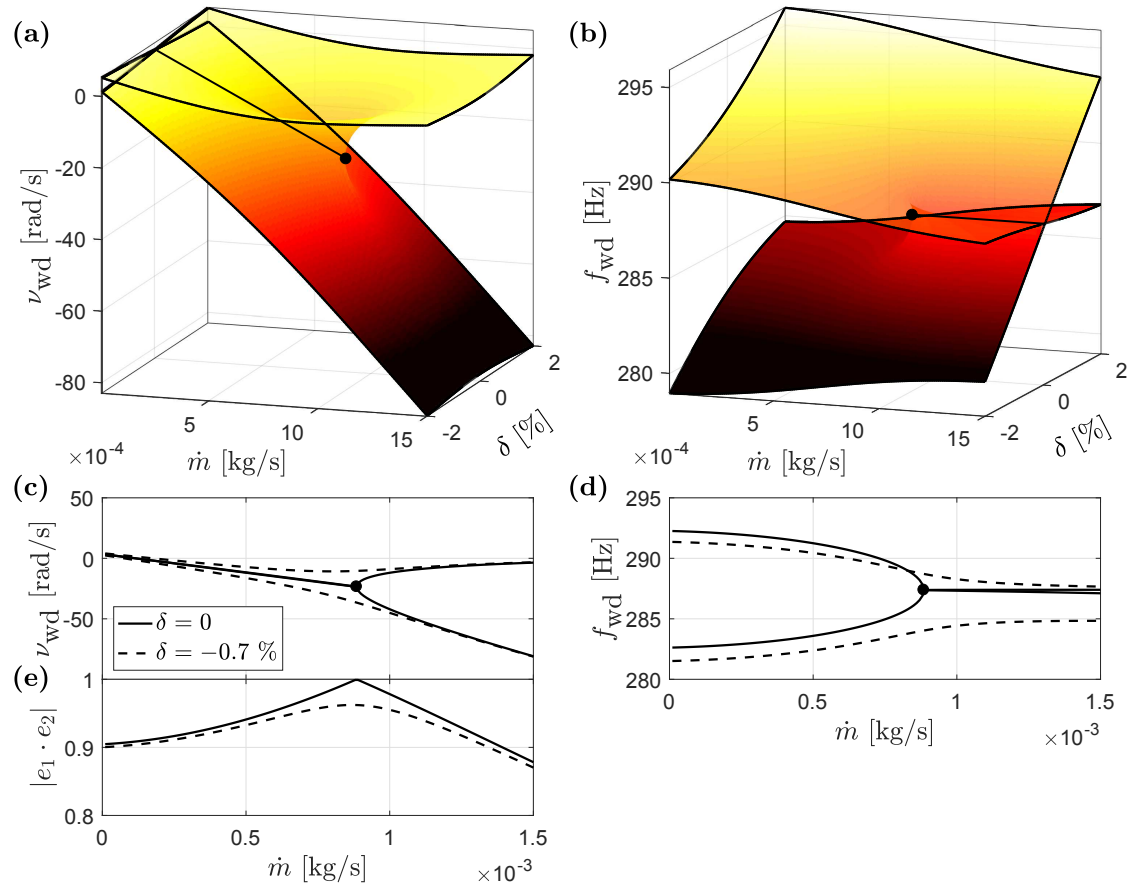 (a)
0
-20
-40
-60
-80
ν_wd [rad/s]
5
10
15
×10^-4
ṁ [kg/s]
-2
0
2
δ [%]
(b)
295
290
285
280
f_wd [Hz]
5
10
15
×10^-4
ṁ [kg/s]
-2
0
2
δ [%]
(c)
50
0
-50
ν_wd [rad/s]
δ = 0
δ = −0.7 %
(d)
295
290
285
280
f_wd [Hz]
0
0.5
1
1.5
ṁ [kg/s]
×10^-3
(e)
1
0.9
0.8
|e_1 · e_2|
0
0.5
1
1.5
ṁ [kg/s]
×10^-3